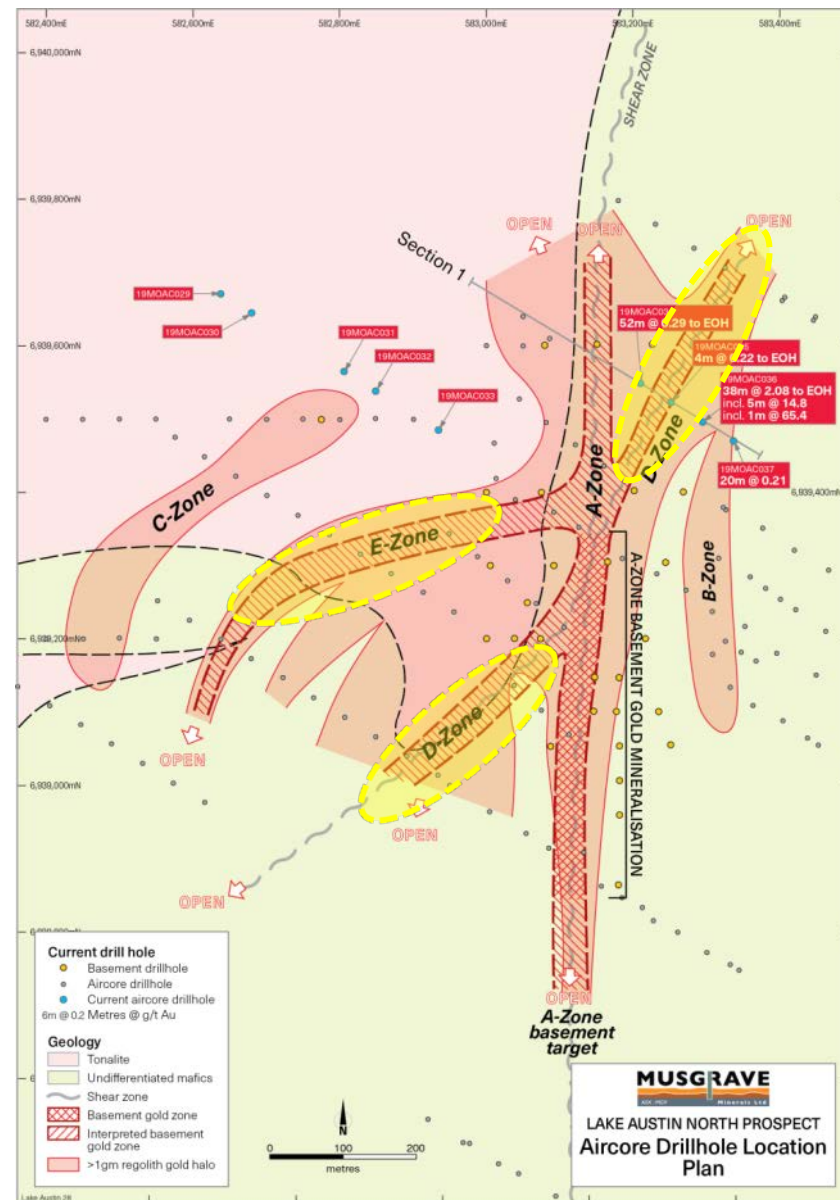 582,400mE
582,600mE
582,800mE
583,000mE
583,200mE
583,400mE
6,940,000mN
SHEAR ZONE
6,939,800mN
OPEN
OPEN
OPEN
Section 1
19MOAC029
19MOAC030
19MOAC031
52m @ 0.29 to EOH
6,939,600mN
19MOAC032
4m @ 0.22 to EOH
19MOAC036
38m @ 2.08 to EOH
incl. 5m @ 14.8
incl. 1m @ 65.4
19MOAC033
19MOAC037
20m @ 0.21
6,939,400mN
C-Zone
A-Zone
-Zone
E-Zone
B-Zone
6,939,200mN
A-ZONE BASEMENT GOLD MINERALISATION
D-Zone
OPEN
6,939,000mN
OPEN
OPEN
OPEN
A-Zone
basement
target
Current drill hole
Basement drillhole
Aircore drillhole
Current aircore drillhole
6m @ 0.2 Metres @ g/t Au
Geology
Tonalite
Undifferentiated mafics
Shear zone
Basement gold zone
Interpreted basement
gold zone
>1gm regolith gold halo
N
0 100 200
metres
MUSGRAVE
Minerals Ltd
LAKE AUSTIN NORTH PROSPECT
Aircore Drillhole Location
Plan